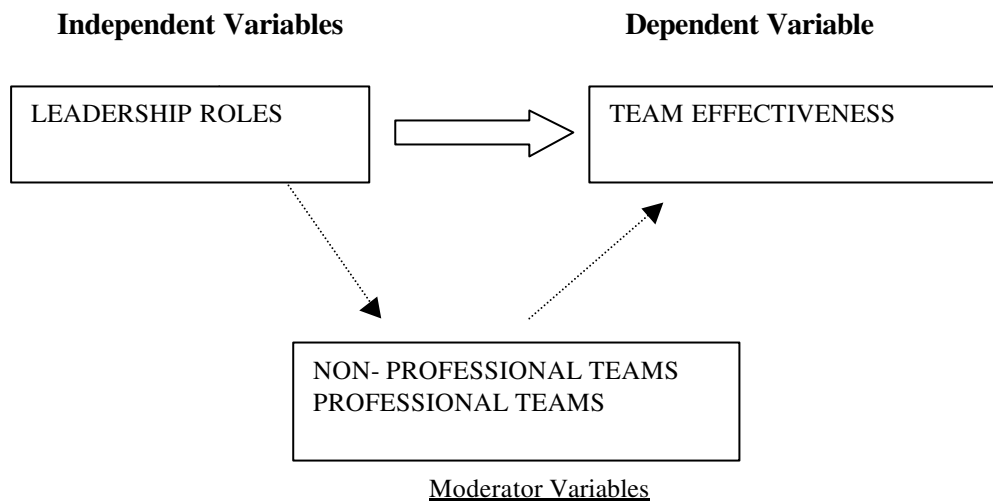 Independent Variables
Dependent Variable
LEADERSHIP ROLES
TEAM EFFECTIVENESS
NON- PROFESSIONAL TEAMS
PROFESSIONAL TEAMS
Moderator Variables